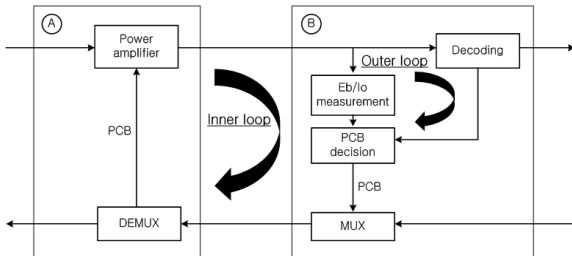 A
Power
amplifier
PCB
DEMUX
Inner loop
B
Decoding
Outer loop
Eb/Io
measurement
PCB
decision
PCB
MUX